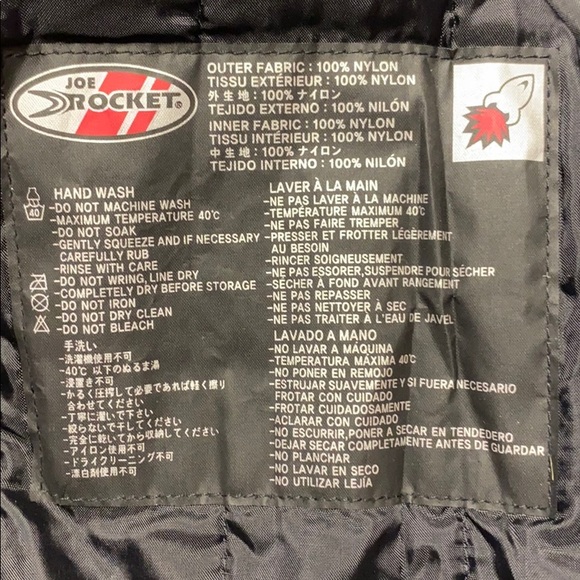 JOE
ROCKET®
OUTER FABRIC : 100% NYLON
TISSU EXTÉRIEUR : 100% NYLON
外生地 : 100% ナイロン
TEJIDO EXTERNO : 100% NILÓN
INNER FABRIC : 100% NYLON
TISSU INTÉRIEUR : 100% NYLON
中生地 : 100% ナイロン
TEJIDO INTERNO : 100% NILÓN
40
HAND WASH
-DO NOT MACHINE WASH
-MAXIMUM TEMPERATURE 40℃
-DO NOT SOAK
-GENTLY SQUEEZE AND IF NECESSARY
CAREFULLY RUB
-RINSE WITH CARE
-DO NOT WRING, LINE DRY
-COMPLETELY DRY BEFORE STORAGE
-DO NOT IRON
-DO NOT DRY CLEAN
-DO NOT BLEACH
手洗い
-洗濯機使用不可
-40℃ 以下のぬるま湯
-浸置き不可
-かるく圧搾して必要であれば軽く擦り
合わせてください
-丁寧に濯いで下さい
-絞らないで干してください
-完全に乾いてから収納してください
-アイロン使用不可
-ドライクリーニング不可
-漂白剤使用不可
LAVER À LA MAIN
-NE PAS LAVER À LA MACHINE
-TEMPÉRATURE MAXIMUM 40℃
-NE PAS FAIRE TREMPER
-PRESSER ET FROTTER LÉGÈREMENT
AU BESOIN
-RINCER SOIGNEUSEMENT
-NE PAS ESSORER, SUSPENDRE POUR SÉCHER
-SÉCHER À FOND AVANT RANGEMENT
-NE PAS REPASSER
-NE PAS NETTOYER À SEC
-NE PAS TRAITER À L'EAU DE JAVEL
LAVADO A MANO
-NO LAVAR A MÁQUINA
-TEMPERATURA MÁXIMA 40℃
-NO PONER EN REMOJO
-ESTRUJAR SUAVEMENTE Y SI FUERA NECESARIO
FROTAR CON CUIDADO
-FROTAR CUIDADOSAMENTE
-ACLARAR CON CUIDADO
-NO ESCURRIR, PONER A SECAR EN TENDEDERO
-DEJAR SECAR COMPLETAMENTE ANTES DE GUARDAR
-NO PLANCHAR
-NO LAVAR EN SECO
-NO UTILIZAR LEJÍA